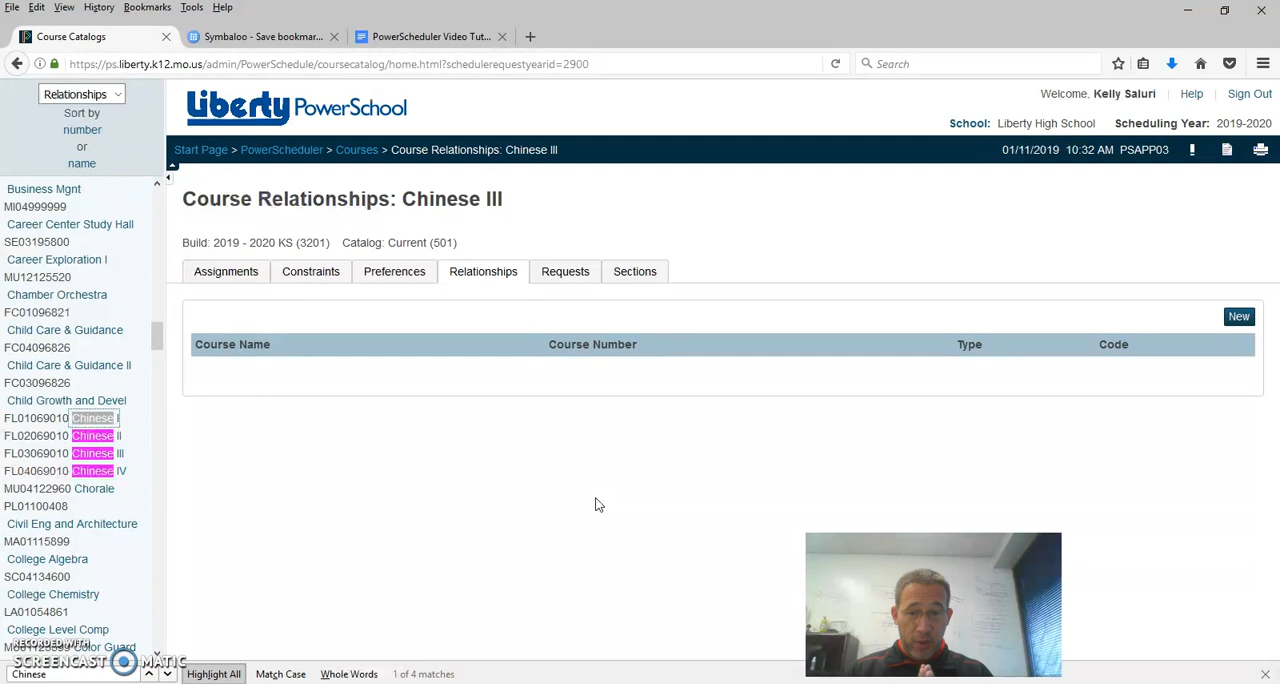 File Edit View History Bookmarks Tools Help
Course Catalogs
Symbaloo - Save bookmar...
PowerScheduler Video Tut...
https://ps.liberty.k12.mo.us/admin/PowerSchedule/coursecatalog/home.html?schedulerequestyearid=2900
Search
Relationships
Sort by
number
or
name
Liberty PowerSchool
Welcome, Kelly Saluri Help Sign Out
School: Liberty High School Scheduling Year: 2019-2020
Start Page > PowerScheduler > Courses > Course Relationships: Chinese III
01/11/2019 10:32 AM PSAPP03
Business Mgnt
MI04999999
Career Center Study Hall
SE03195800
Career Exploration I
MU12125520
Chamber Orchestra
FC01096821
Child Care & Guidance
FC04096826
Child Care & Guidance II
FC03096826
Child Growth and Devel
FL01069010 Chinese I
FL02069010 Chinese II
FL03069010 Chinese III
FL04069010 Chinese IV
MU04122960 Chorale
PL01100408
Civil Eng and Architecture
MA01115899
College Algebra
SC04134600
College Chemistry
LA01054861
College Level Comp
Color Guard
Course Relationships: Chinese III
Build: 2019 - 2020 KS (3201) Catalog: Current (501)
Assignments Constraints Preferences Relationships Requests Sections
New
Course Name Course Number Type Code
RECORDED WITH
SCREENCAST MATIC
Chinese
Highlight All Match Case Whole Words 1 of 4 matches